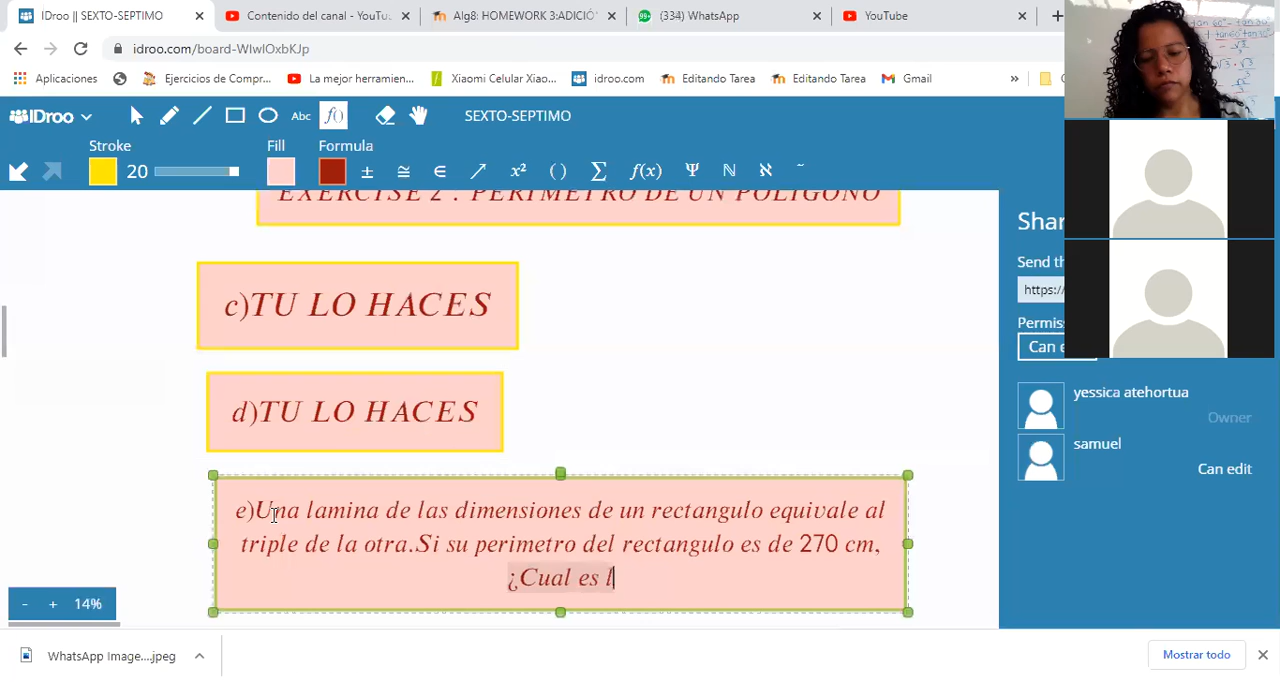 IDroo || SEXTO-SEPTIMO
Contenido del canal - YouTu
Alg8: HOMEWORK 3:ADICIÓ
(334) WhatsApp
YouTube
idroo.com/board-WIwIOxbKJp
Aplicaciones
Ejercicios de Compr...
La mejor herramien...
Xiaomi Celular Xiao...
idroo.com
Editando Tarea
Editando Tarea
Gmail
»
IDroo
Abc
f()
SEXTO-SEPTIMO
Stroke
Fill
Formula
20
± ≅ ∈ x² ( ) ∑ f(x) Ψ ℕ ℵ ~
EXERCISE 2 : PERIMETRO DE UN POLIGONO
c)TU LO HACES
d)TU LO HACES
e)Una lamina de las dimensiones de un rectangulo equivale al
triple de la otra.Si su perimetro del rectangulo es de 270 cm,
¿Cual es l
- + 14%
Shar
Send th
https:/
Permis
Can e
yessica atehortua
Owner
samuel
Can edit
WhatsApp Image....jpeg
Mostrar todo